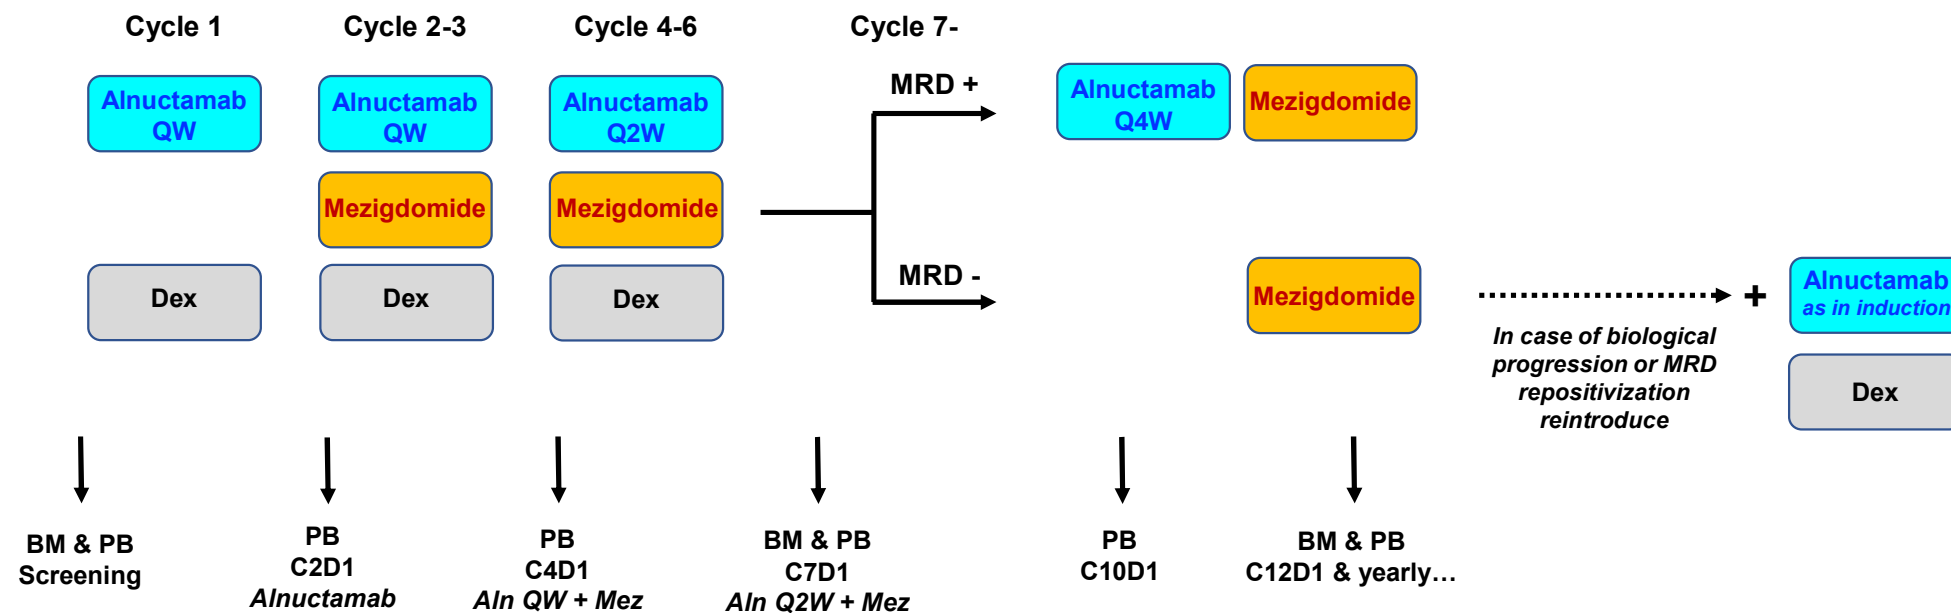 Cycle 1
Cycle 2-3
Cycle 4-6
Cycle 7-
Alnuctamab
QW
Alnuctamab
QW
Alnuctamab
Q2W
MRD +
Alnuctamab
Q4W
Mezigdomide
Mezigdomide
Mezigdomide
Dex
Dex
Dex
MRD -
Mezigdomide
+
Alnuctamab
as in induction
In case of biological
progression or MRD
repositivization
reintroduce
Dex
BM & PB
Screening
PB
C2D1
Alnuctamab
PB
C4D1
Aln QW + Mez
BM & PB
C7D1
Aln Q2W + Mez
PB
C10D1
BM & PB
C12D1 & yearly…